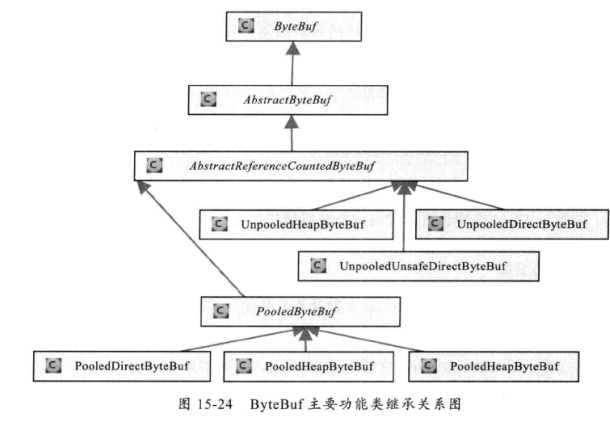 ByteBuf
AbstractByteBuf
AbstractReferenceCountedByteBuf
UnpooledHeapByteBuf
UnpooledDirectByteBuf
UnpooledUnsafeDirectByteBuf
PooledByteBuf
PooledDirectByteBuf
PooledHeapByteBuf
PooledHeapByteBuf
图 15-24 ByteBuf 主要功能类继承关系图